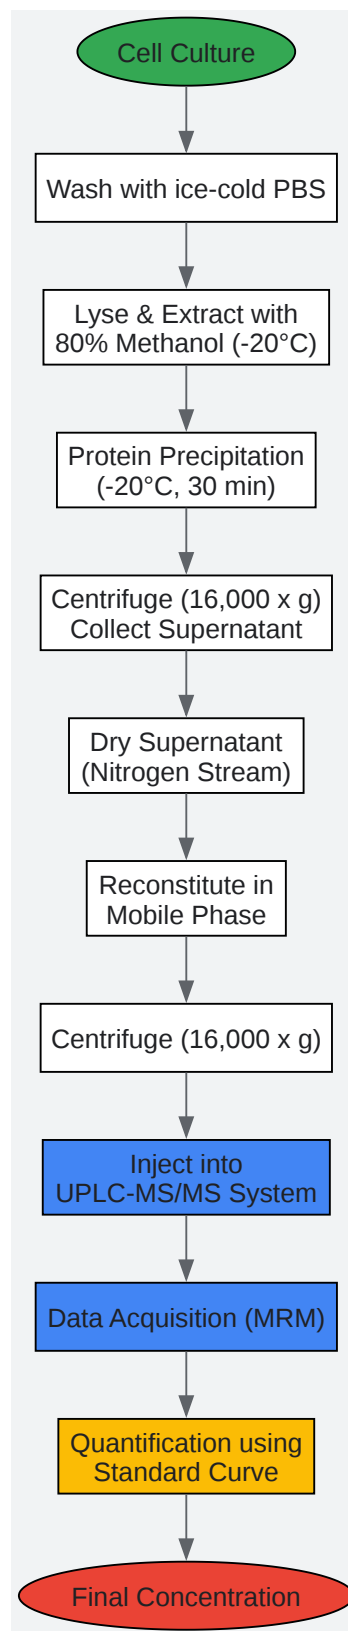 Cell Culture
Wash with ice-cold PBS
Lyse & Extract with
80% Methanol (-20°C)
Protein Precipitation
(-20°C, 30 min)
Centrifuge (16,000 x g)
Collect Supernatant
Dry Supernatant
(Nitrogen Stream)
Reconstitute in
Mobile Phase
Centrifuge (16,000 x g)
Inject into
UPLC-MS/MS System
Data Acquisition (MRM)
Quantification using
Standard Curve
Final Concentration